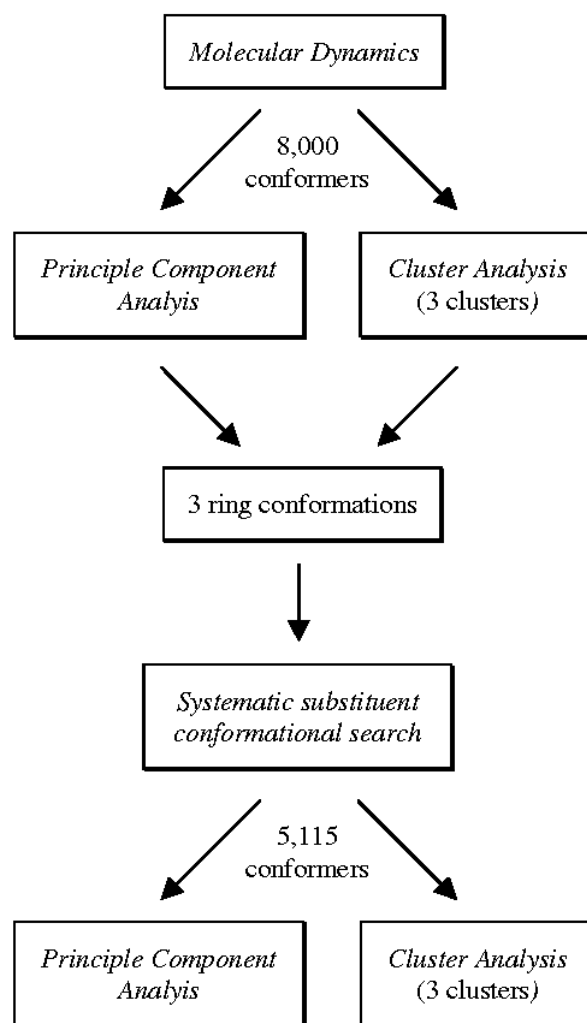 Molecular Dynamics
8,000
conformers
Principle Component
Analyis
Cluster Analysis
(3 clusters)
3 ring conformations
Systematic substituent
conformational search
5,115
conformers
Principle Component
Analyis
Cluster Analysis
(3 clusters)